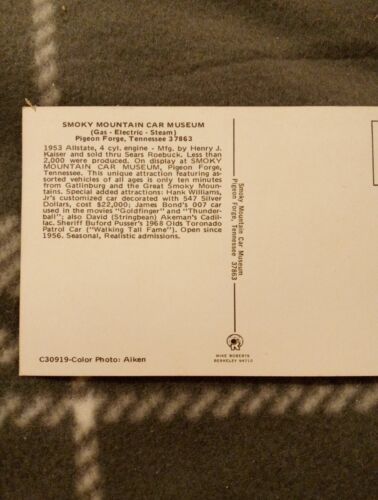 SMOKY MOUNTAIN CAR MUSEUM
(Gas - Electric - Steam)
Pigeon Forge, Tennessee 37863
1953 Allstate, 4 cyl. engine - Mfg. by Henry J.
Kaiser and sold thru Sears Roebuck. Less than
2,000 were produced. On display at SMOKY
MOUNTAIN CAR MUSEUM, Pigeon Forge,
Tennessee. This unique attraction featuring as-
sorted vehicles of all ages is only ten minutes
from Gatlinburg and the Great Smoky Moun-
tains. Special added attractions: Hank Williams,
Jr's customized car decorated with 547 Silver
Dollars, cost $22,000; James Bond's 007 car
used in the movies "Goldfinger" and "Thunder-
ball"; also David (Stringbean) Akeman's Cadil-
lac. Sheriff Buford Pusser's 1968 Olds Toronado
Patrol Car ("Walking Tall Fame"). Open since
1956. Seasonal, Realistic admissions.
C30919-Color Photo: Aiken
Smoky Mountain Car Museum
Pigeon Forge, Tennessee 37863
MIKE ROBERTS
BERKELEY 94710